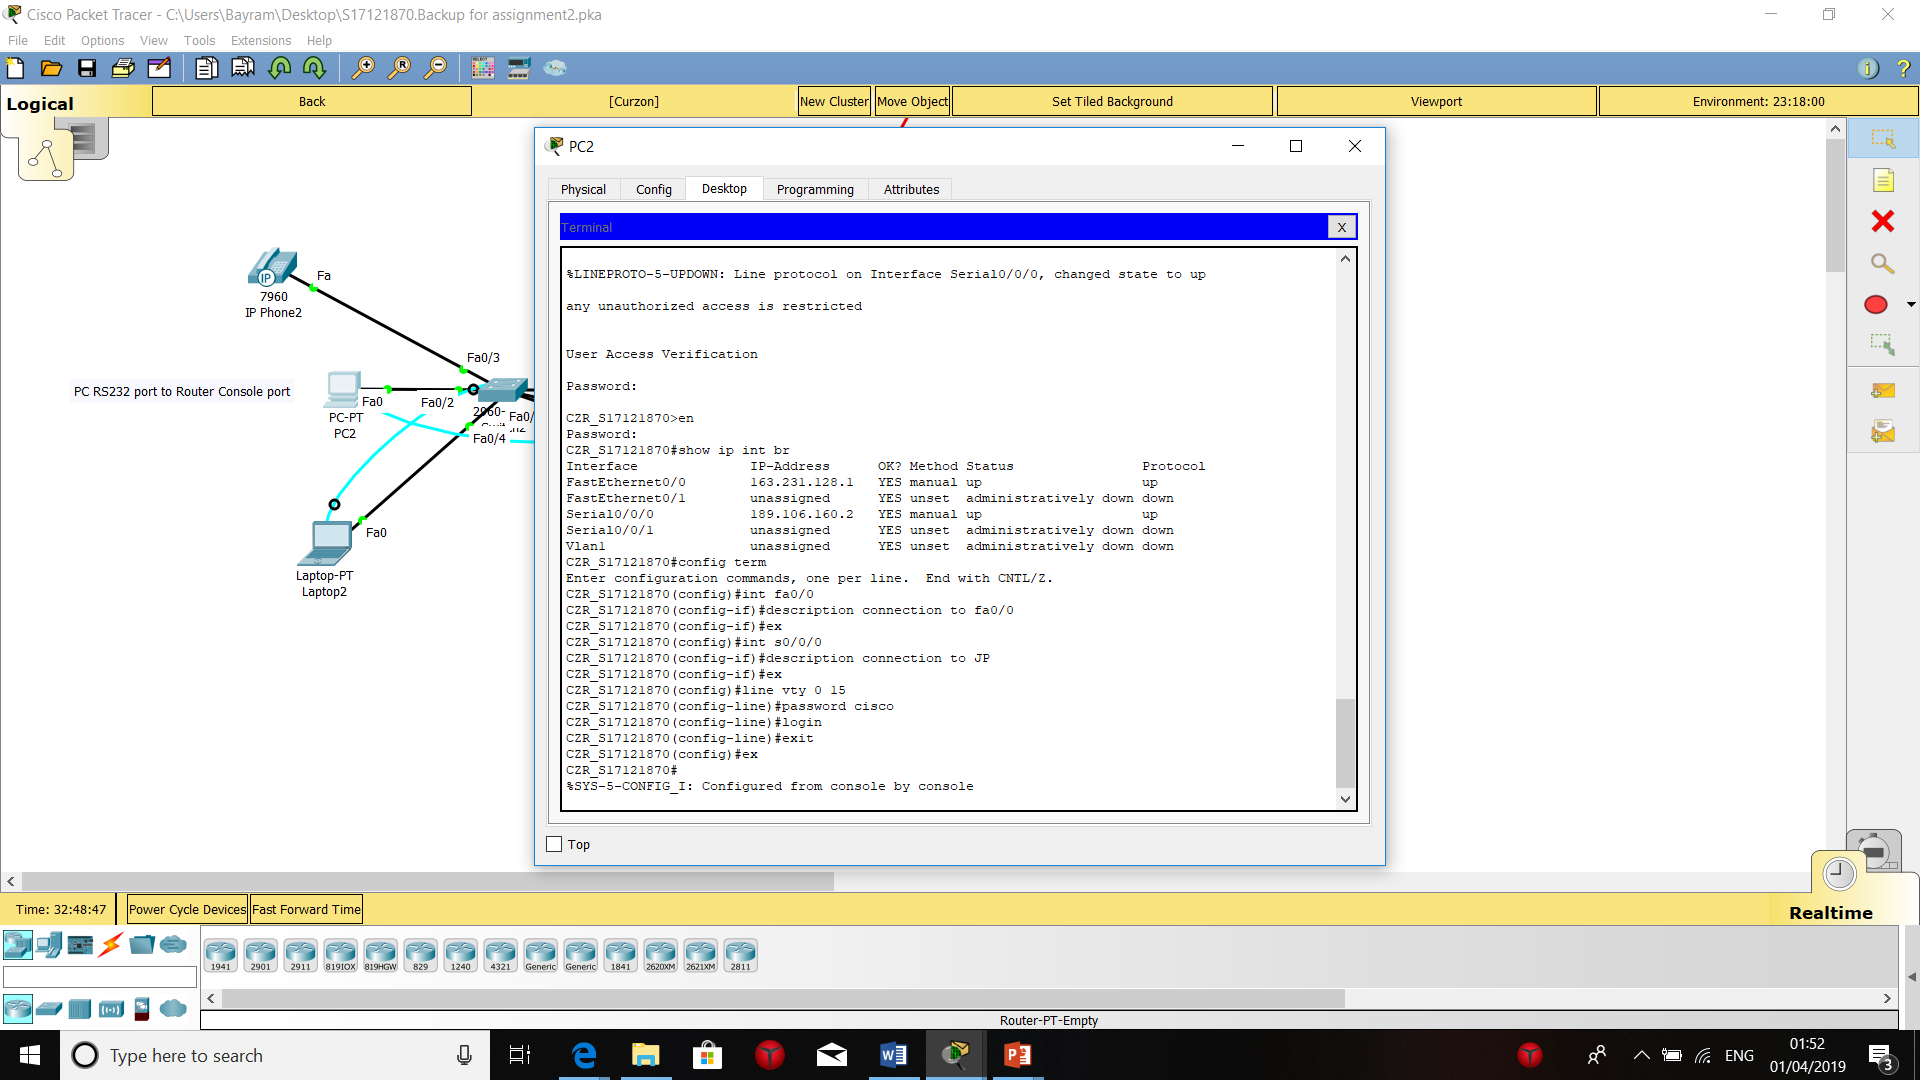 Cisco Packet Tracer - C:\Users\Bayram\Desktop\S17121870.Backup for assignment2.pka
File Edit Options View Tools Extensions Help
Logical Back [Curzon] New Cluster Move Object Set Tiled Background Viewport Environment: 23:18:00
PC2
Physical Config Desktop Programming Attributes
Terminal X
%LINEPROTO-5-UPDOWN: Line protocol on Interface Serial0/0/0, changed state to up
any unauthorized access is restricted
User Access Verification
Password:
CZR_S17121870>en
Password:
CZR_S17121870#show ip int br
Interface IP-Address OK? Method Status Protocol
FastEthernet0/0 163.231.128.1 YES manual up up
FastEthernet0/1 unassigned YES unset administratively down down
Serial0/0/0 189.106.160.2 YES manual up up
Serial0/0/1 unassigned YES unset administratively down down
Vlan1 unassigned YES unset administratively down down
CZR_S17121870#config term
Enter configuration commands, one per line. End with CNTL/Z.
CZR_S17121870(config)#int fa0/0
CZR_S17121870(config-if)#description connection to fa0/0
CZR_S17121870(config-if)#ex
CZR_S17121870(config)#int s0/0/0
CZR_S17121870(config-if)#description connection to JP
CZR_S17121870(config-if)#ex
CZR_S17121870(config)#line vty 0 15
CZR_S17121870(config-line)#password cisco
CZR_S17121870(config-line)#login
CZR_S17121870(config-line)#exit
CZR_S17121870(config)#ex
CZR_S17121870#
%SYS-5-CONFIG_I: Configured from console by console
Top
IP
Fa
7960
IP Phone2
Fa0/3
PC RS232 port to Router Console port
Fa0
Fa0/2
2960-
Fa0/
PC-PT
PC2
Fa0/4
Fa0
Laptop-PT
Laptop2
Time: 32:48:47 Power Cycle Devices Fast Forward Time
Realtime
1941 2901 2911 819IOX 819HGW 829 1240 4321 Generic Generic 1841 2620XM 2621XM 2811
Router-PT-Empty
Type here to search
ENG
01:52
01/04/2019
3